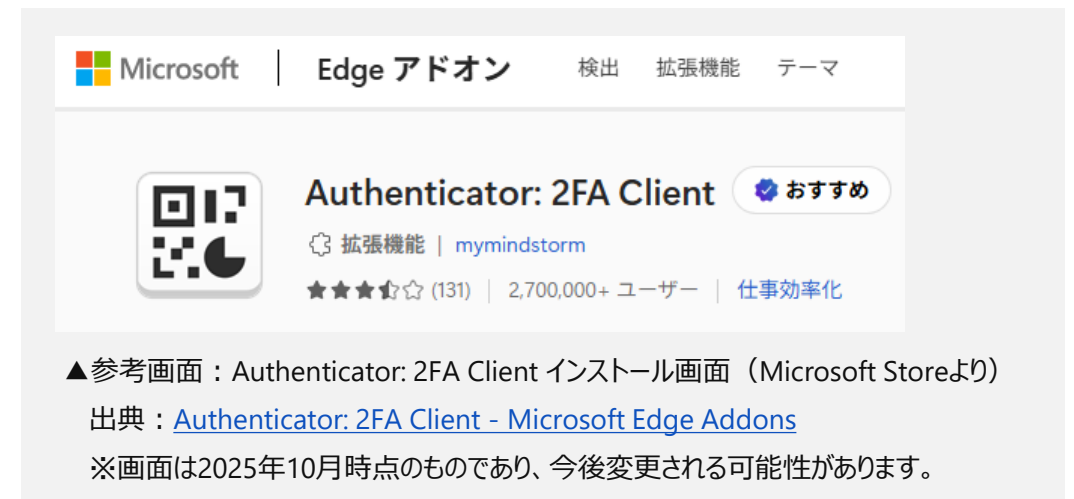 Microsoft Edge アドオン 検出 拡張機能 テーマ
Authenticator: 2FA Client おすすめ
拡張機能 | mymindstorm
(131) | 2,700,000+ ユーザー | 仕事効率化
▲参考画面：Authenticator: 2FA Client インストール画面（Microsoft Storeより）
出典：Authenticator: 2FA Client - Microsoft Edge Addons
※画面は2025年10月時点のものであり、今後変更される可能性があります。